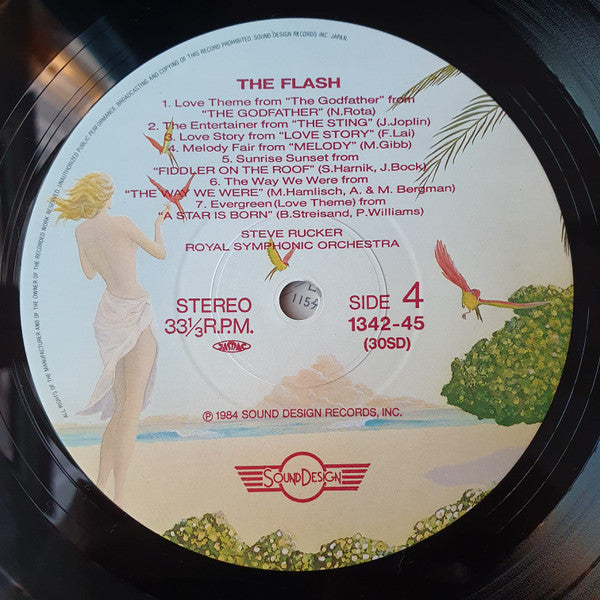 ALL RIGHTS OF THE MANUFACTURER AND OF THE OWNER OF THE RECORDED WORK RESERVED. UNAUTHORIZED PUBLIC PERFORMANCE, BROADCASTING AND COPYING OF THIS RECORD PROHIBITED. SOUND DESIGN RECORDS INC. JAPAN.
THE FLASH
1. Love Theme from "The Godfather" from
"THE GODFATHER" (N.Rota)
2. The Entertainer from "THE STING" (J.Joplin)
3. Love Story from "LOVE STORY" (F.Lai)
4. Melody Fair from "MELODY" (M.Gibb)
5. Sunrise Sunset from
"FIDDLER ON THE ROOF" (S.Harnik, J.Bock)
6. The Way We Were from
"THE WAY WE WERE" (M.Hamlisch, A. & M. Bergman)
7. Evergreen (Love Theme) from
"A STAR IS BORN" (B.Streisand, P.Williams)
STEVE RUCKER
ROYAL SYMPHONIC ORCHESTRA
STEREO
33⅓R.P.M.
JASRAC
SIDE 4
1342-45
(30SD)
Ⓟ 1984 SOUND DESIGN RECORDS, INC.
SOUNDDESIGN